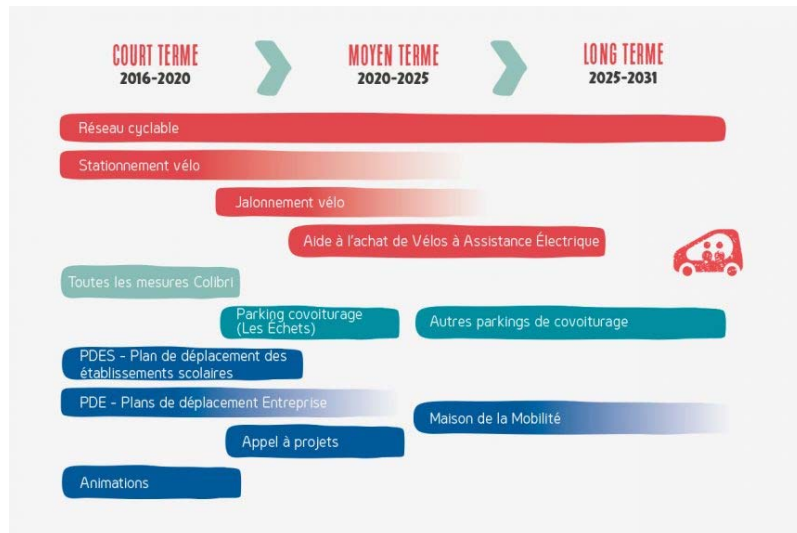 COURT TERME
2016-2020
MOYEN TERME
2020-2025
LONG TERME
2025-2031
Réseau cyclable
Stationnement vélo
Jalonnement vélo
Aide à l'achat de Vélos à Assistance Électrique
Toutes les mesures Colibri
Parking covoiturage
(Les Échets)
Autres parkings de covoiturage
PDES - Plan de déplacement des
établissements scolaires
PDE - Plans de déplacement Entreprise
Maison de la Mobilité
Appel à projets
Animations